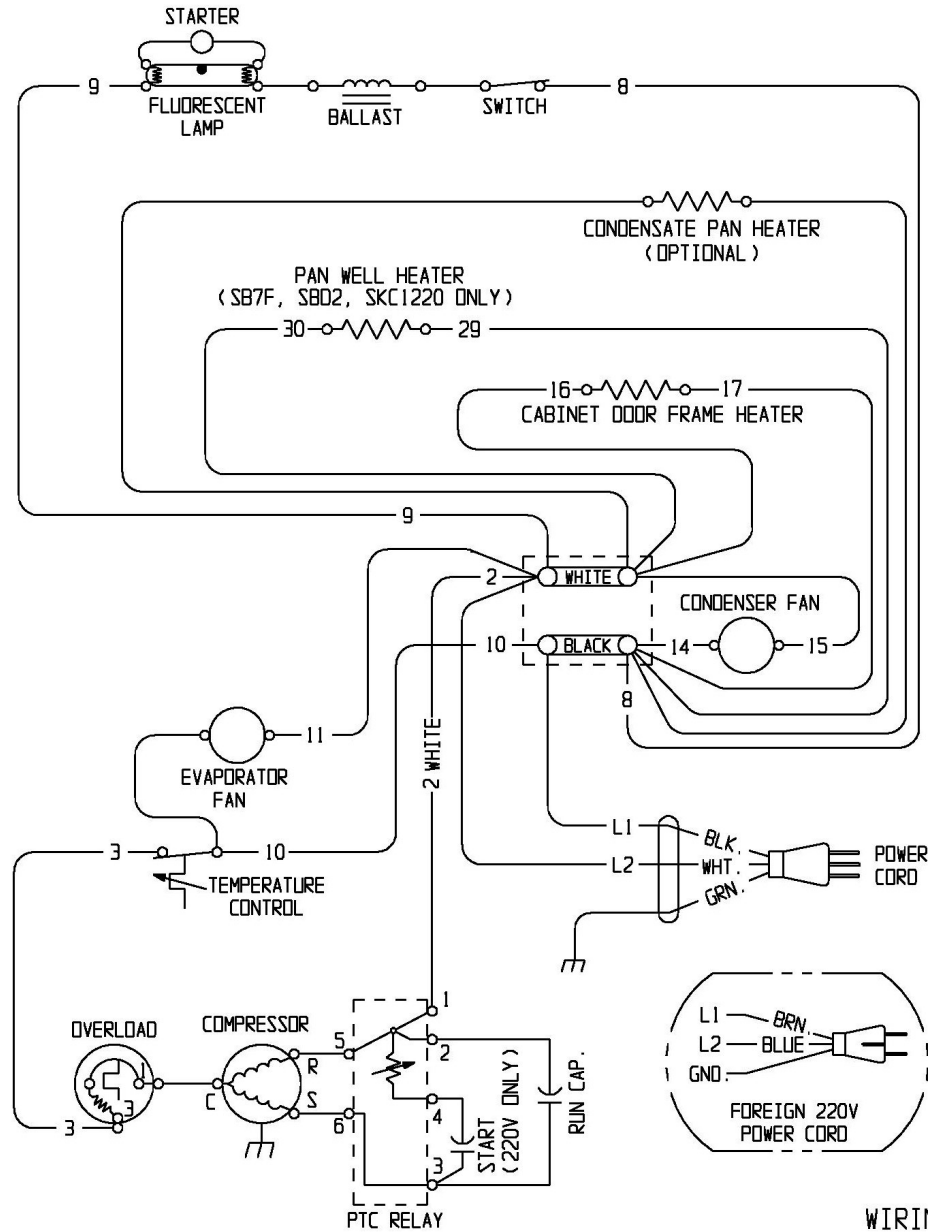 STARTER
9
8
FLUORESCENT
LAMP
BALLAST
SWITCH
CONDENSATE PAN HEATER
(OPTIONAL)
PAN WELL HEATER
(SB7F, SBD2, SKC1220 ONLY)
30
29
16
17
CABINET DOOR FRAME HEATER
9
2
WHITE
CONDENSER FAN
10
BLACK
14
15
8
11
2 WHITE
EVAPORATOR
FAN
L1
BLK.
3
10
L2
WHT.
POWER
CORD
GRN.
TEMPERATURE
CONTROL
OVERLOAD
COMPRESSOR
1
5
2
R
1
3
C
S
6
4
3
3
START
(220V ONLY)
RUN CAP.
PTC RELAY
L1
BRN.
L2
BLUE
GND.
FOREIGN 220V
POWER CORD
WIRIN